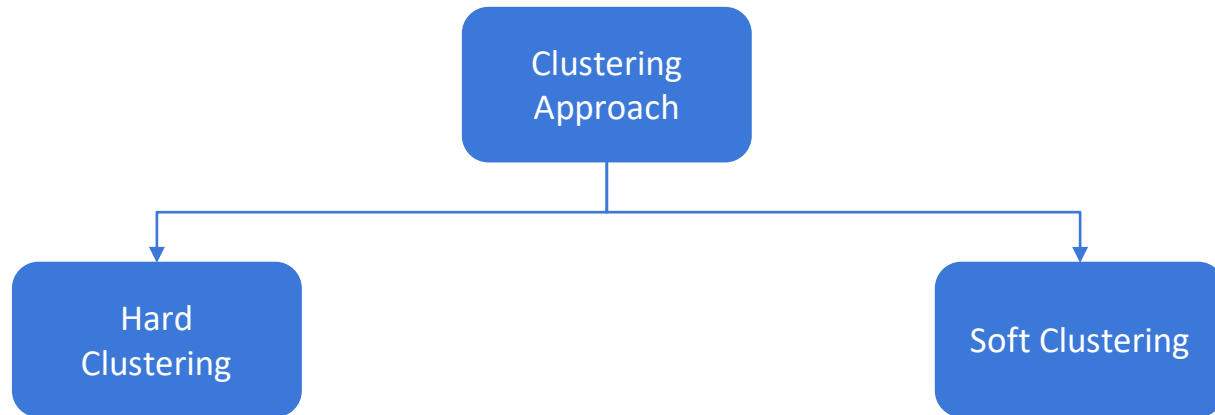 Clustering
Approach
Hard
Clustering
Soft Clustering